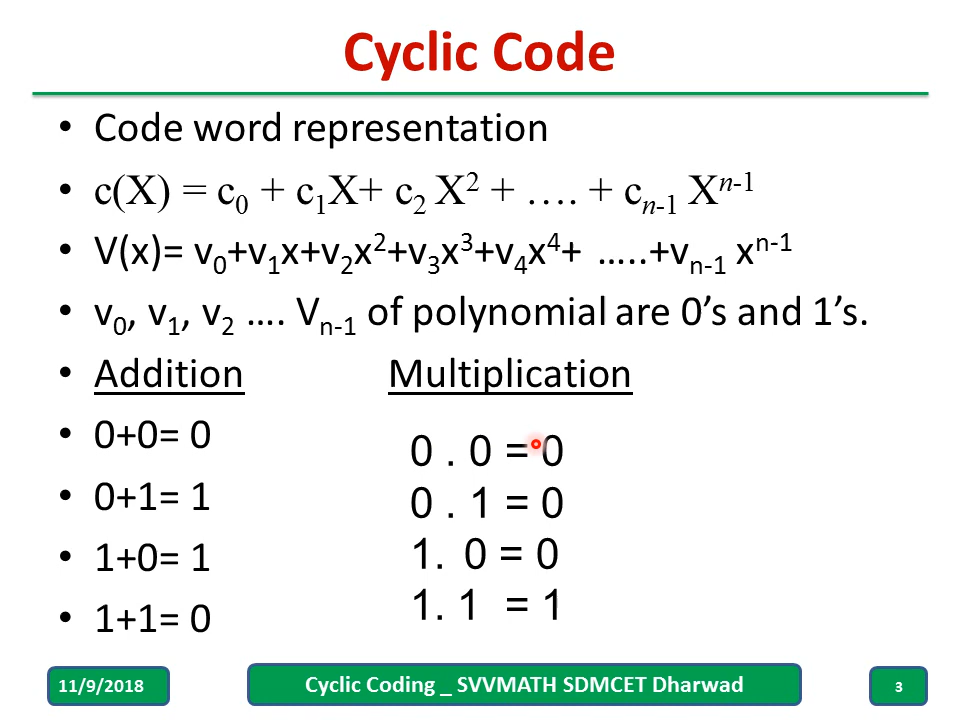 Cyclic Code
• Code word representation
• c(X) = c₀ + c₁X+ c₂ X² + …. + cₙ₋₁ Xⁿ⁻¹
• V(x)= v₀+v₁x+v₂x²+v₃x³+v₄x⁴+ …..+vₙ₋₁ xⁿ⁻¹
• v₀, v₁, v₂ …. Vₙ₋₁ of polynomial are 0’s and 1’s.
• Addition Multiplication
• 0+0= 0
• 0+1= 1
• 1+0= 1
• 1+1= 0
0 . 0 = 0
0 . 1 = 0
1. 0 = 0
1. 1 = 1
11/9/2018
Cyclic Coding _ SVVMATH SDMCET Dharwad
3